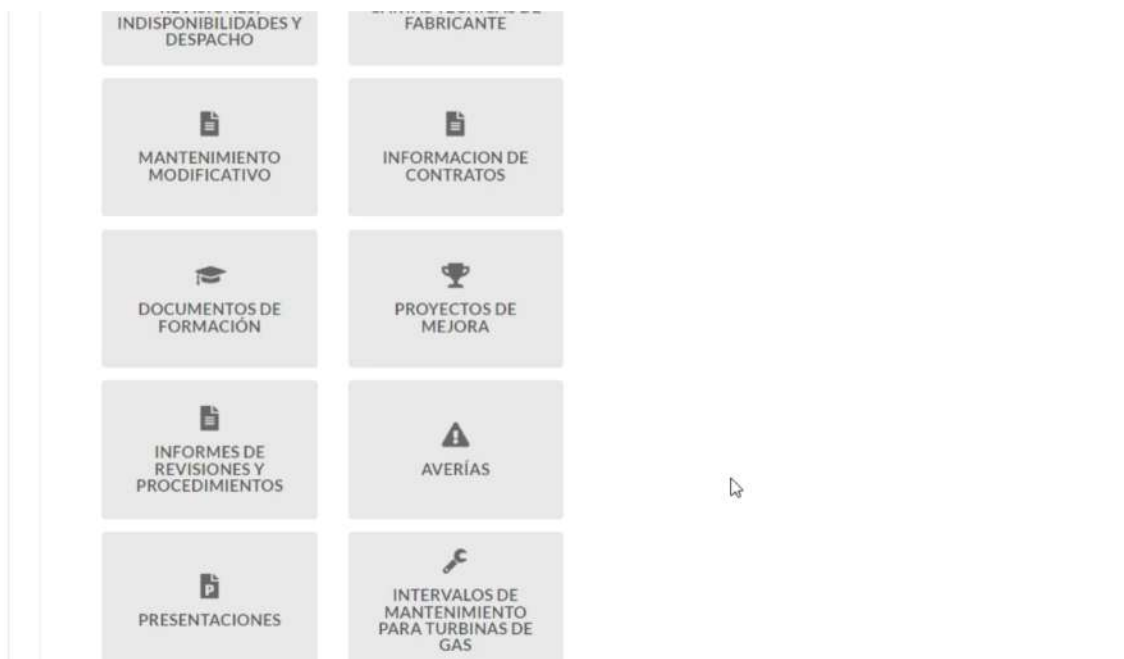 INDISPONIBILIDADES Y
DESPACHO
FABRICANTE
MANTENIMIENTO
MODIFICATIVO
INFORMACION DE
CONTRATOS
DOCUMENTOS DE
FORMACIÓN
PROYECTOS DE
MEJORA
INFORMES DE
REVISIONES Y
PROCEDIMIENTOS
AVERÍAS
PRESENTACIONES
INTERVALOS DE
MANTENIMIENTO
PARA TURBINAS DE
GAS